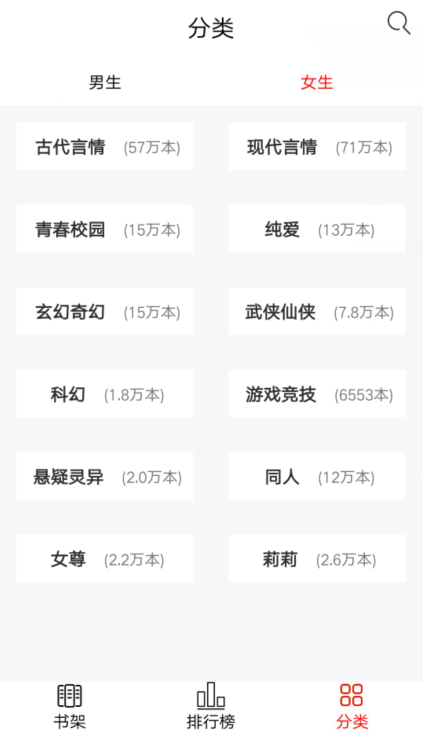 分类
男生 女生
古代言情 (57万本) 现代言情 (71万本)
青春校园 (15万本) 纯爱 (13万本)
玄幻奇幻 (15万本) 武侠仙侠 (7.8万本)
科幻 (1.8万本) 游戏竞技 (6553本)
悬疑灵异 (2.0万本) 同人 (12万本)
女尊 (2.2万本) 莉莉 (2.6万本)
书架 排行榜 分类